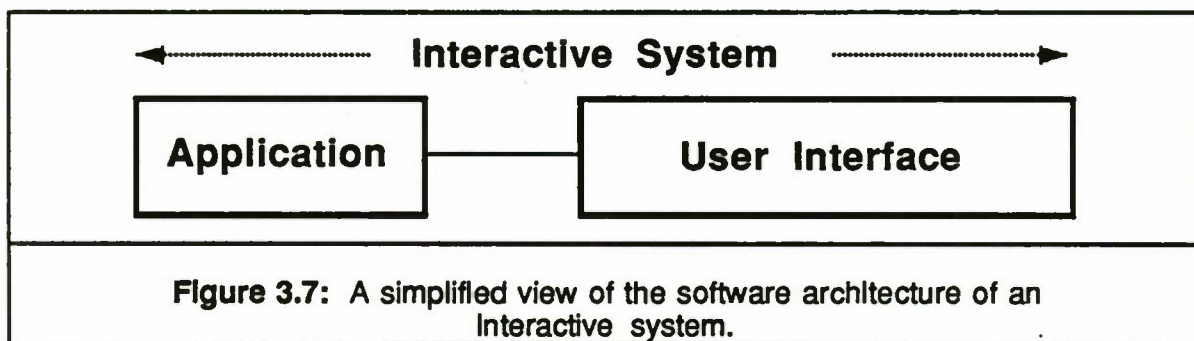 Interactive System
Application
User Interface
Figure 3.7: A simplified view of the software architecture of an
Interactive system.